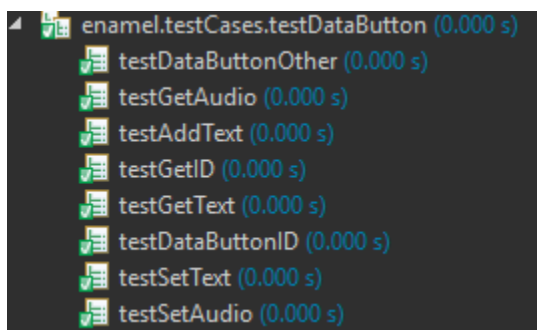 enamel.testCases.testDataButton (0.000 s)
testDataButtonOther (0.000 s)
testGetAudio (0.000 s)
testAddText (0.000 s)
testGetID (0.000 s)
testGetText (0.000 s)
testDataButtonID (0.000 s)
testSetText (0.000 s)
testSetAudio (0.000 s)